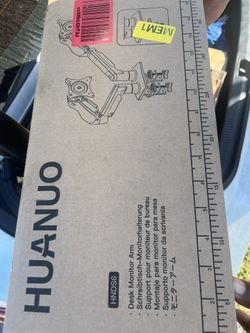 HUANUO
HNDS6
· Desk Monitor Arm
· Schreibtisch-Monitorhalterung
· Support pour moniteur de bureau
· Montaje para monitor para mesa
· Supporto monitor da scrivania
· モニターアーム
MEM1